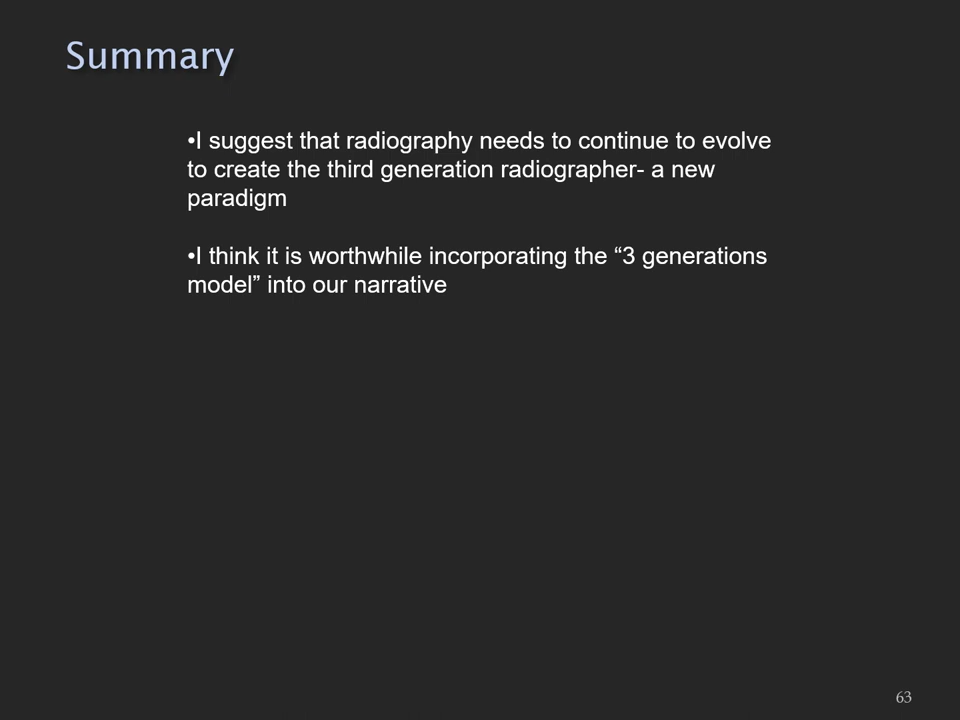 Summary
•I suggest that radiography needs to continue to evolve
to create the third generation radiographer- a new
paradigm
•I think it is worthwhile incorporating the “3 generations
model” into our narrative
63